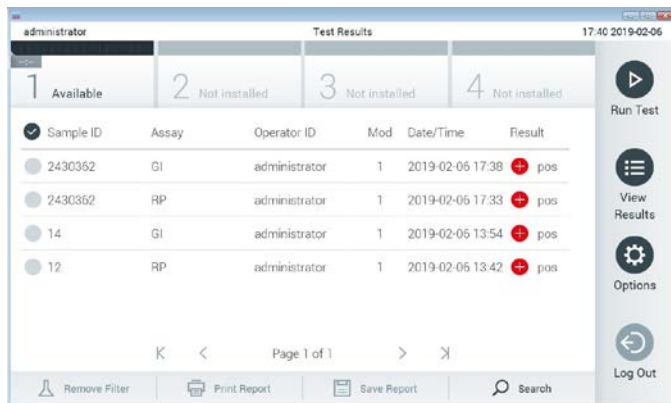 administrator Test Results 17:40 2019-02-06
1 Available 2 Not installed 3 Not installed 4 Not installed
Run Test
Sample ID Assay Operator ID Mod Date/Time Result
2430362 GI administrator 1 2019-02-06 17:38 pos
2430362 RP administrator 1 2019-02-06 17:33 pos
View
Results
14 GI administrator 1 2019-02-06 13:54 pos
12 RP administrator 1 2019-02-06 13:42 pos
Options
Page 1 of 1
Log Out
Remove Filter Print Report Save Report Search